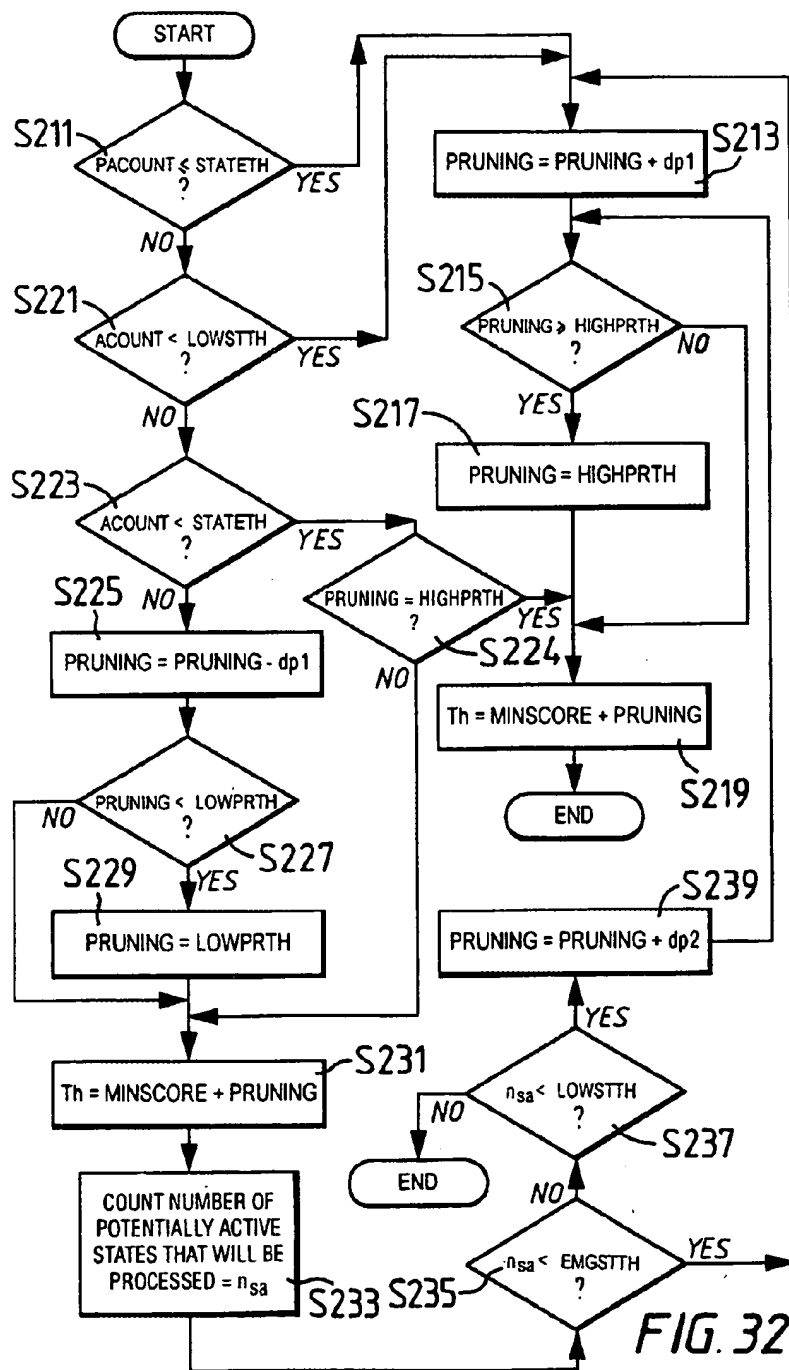 START
S211
PACOUNT ≤ STATETH
?
YES
NO
S221
ACOUNT < LOWSTTH
?
YES
NO
S223
ACOUNT < STATETH
?
YES
NO
S225
PRUNING = PRUNING - dp1
PRUNING < LOWPRTH
?
NO
S227
YES
S229
PRUNING = LOWPRTH
Th = MINSCORE + PRUNING
S231
COUNT NUMBER OF
POTENTIALLY ACTIVE
STATES THAT WILL BE
PROCESSED = nsa
S233
S213
PRUNING = PRUNING + dp1
S215
PRUNING ⩾ HIGHPRTH
?
NO
YES
S217
PRUNING = HIGHPRTH
PRUNING = HIGHPRTH
?
YES
S224
NO
Th = MINSCORE + PRUNING
S219
END
S239
PRUNING = PRUNING + dp2
YES
nsa < LOWSTTH
?
NO
S237
END
NO
S235
nsa < EMGSTTH
?
YES
FIG. 32